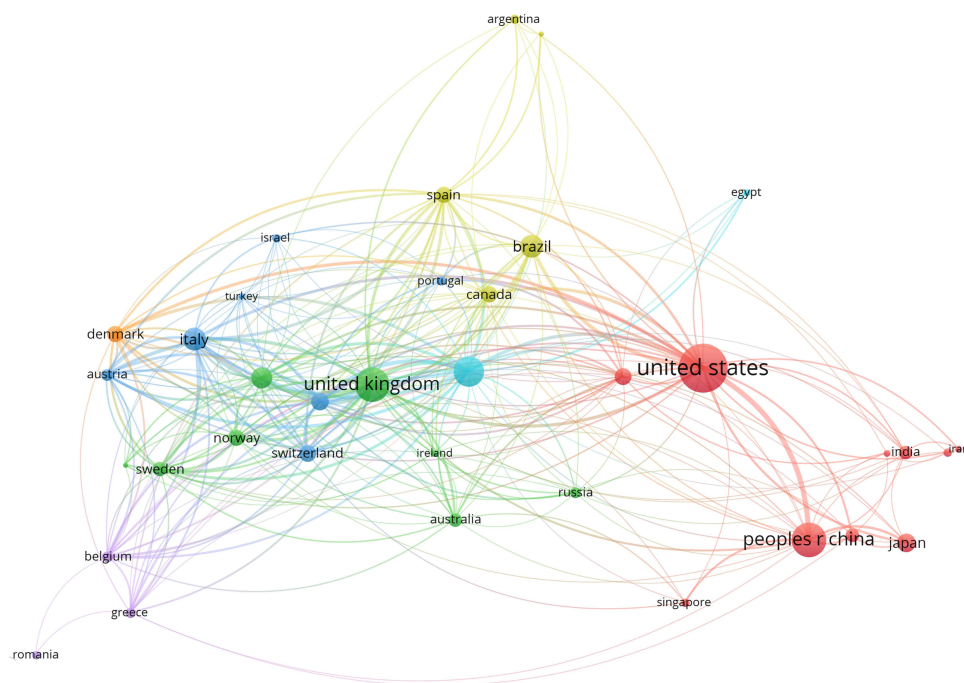 argentina
egypt
spain
israel
brazil
portugal
canada
turkey
denmark
italy
united states
austria
united kingdom
norway
switzerland
ireland
india
iran
sweden
russia
australia
peoples r china
japan
belgium
singapore
greece
romania